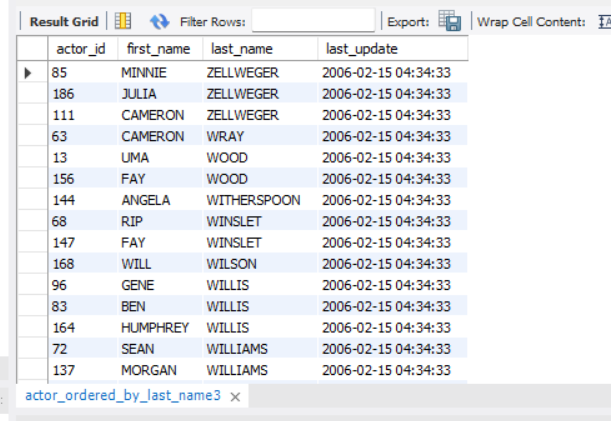 Result Grid Filter Rows: Export: Wrap Cell Content:
actor_id first_name last_name last_update
85 MINNIE ZELLWEGER 2006-02-15 04:34:33
186 JULIA ZELLWEGER 2006-02-15 04:34:33
111 CAMERON ZELLWEGER 2006-02-15 04:34:33
63 CAMERON WRAY 2006-02-15 04:34:33
13 UMA WOOD 2006-02-15 04:34:33
156 FAY WOOD 2006-02-15 04:34:33
144 ANGELA WITHERSPOON 2006-02-15 04:34:33
68 RIP WINSLET 2006-02-15 04:34:33
147 FAY WINSLET 2006-02-15 04:34:33
168 WILL WILSON 2006-02-15 04:34:33
96 GENE WILLIS 2006-02-15 04:34:33
83 BEN WILLIS 2006-02-15 04:34:33
164 HUMPHREY WILLIS 2006-02-15 04:34:33
72 SEAN WILLIAMS 2006-02-15 04:34:33
137 MORGAN WILLIAMS 2006-02-15 04:34:33
actor_ordered_by_last_name3